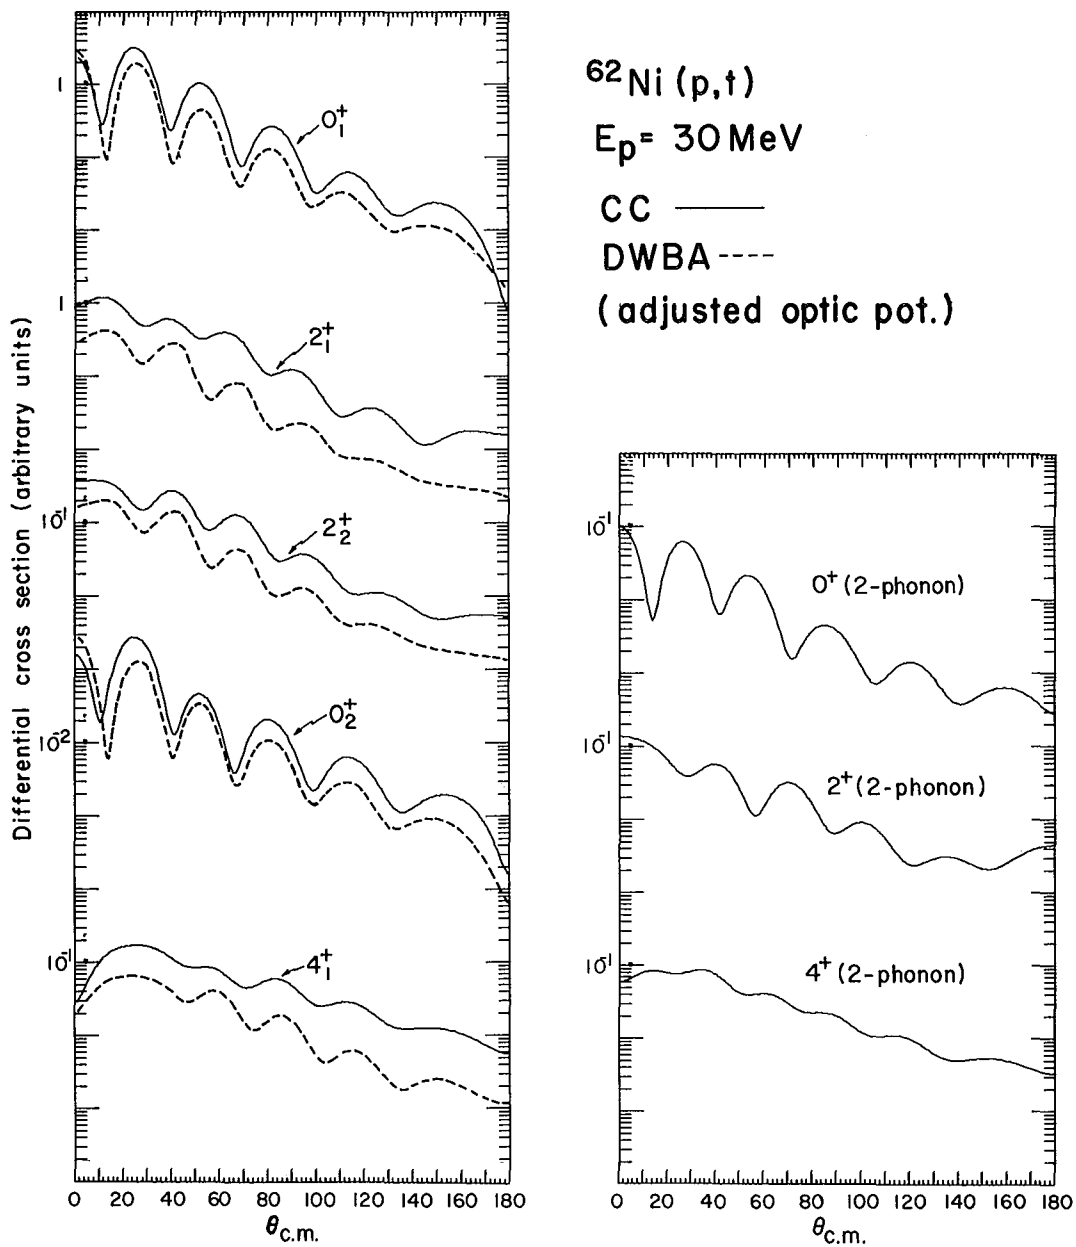 ⁶²Ni (p,t)
Eₚ= 30 MeV
CC
DWBA
(adjusted optic pot.)
Differential cross section (arbitrary units)
1
0₁⁺
1
2₁⁺
10⁻¹
2₂⁺
0₂⁺
10⁻²
10⁻¹
4₁⁺
0 20 40 60 80 100 120 140 160 180
θc.m.
10⁻¹
0⁺ (2-phonon)
10⁻¹
2⁺ (2-phonon)
10⁻¹
4⁺ (2-phonon)
0 20 40 60 80 100 120 140 160 180
θc.m.